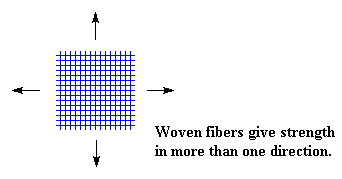 Woven fibers give strength
in more than one direction.